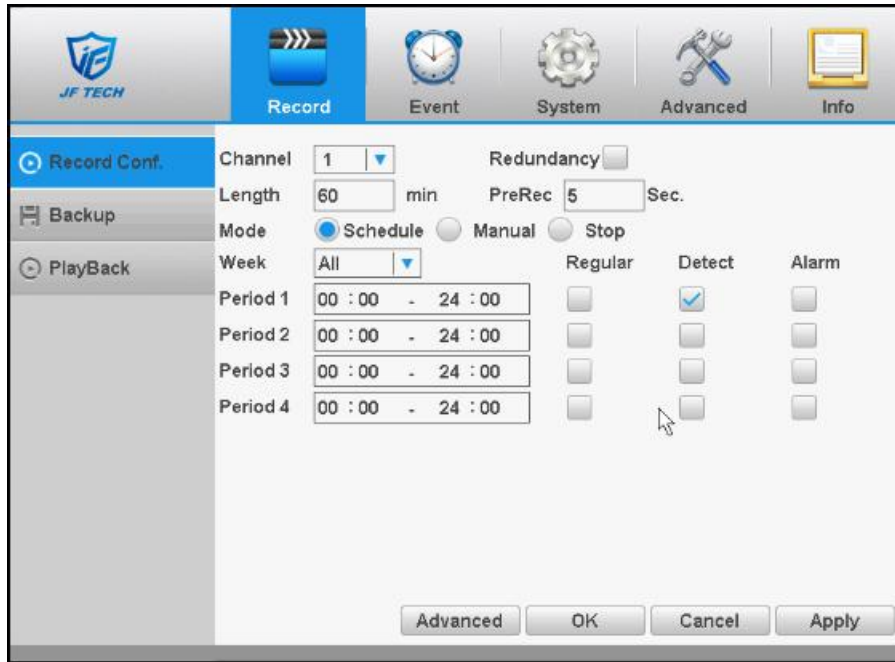 JF TECH
Record Event System Advanced Info
Record Conf.
Backup
PlayBack
Channel 1 Redundancy
Length 60 min PreRec 5 Sec.
Mode Schedule Manual Stop
Week All Regular Detect Alarm
Period 1 00 : 00 - 24 : 00
Period 2 00 : 00 - 24 : 00
Period 3 00 : 00 - 24 : 00
Period 4 00 : 00 - 24 : 00
Advanced OK Cancel Apply